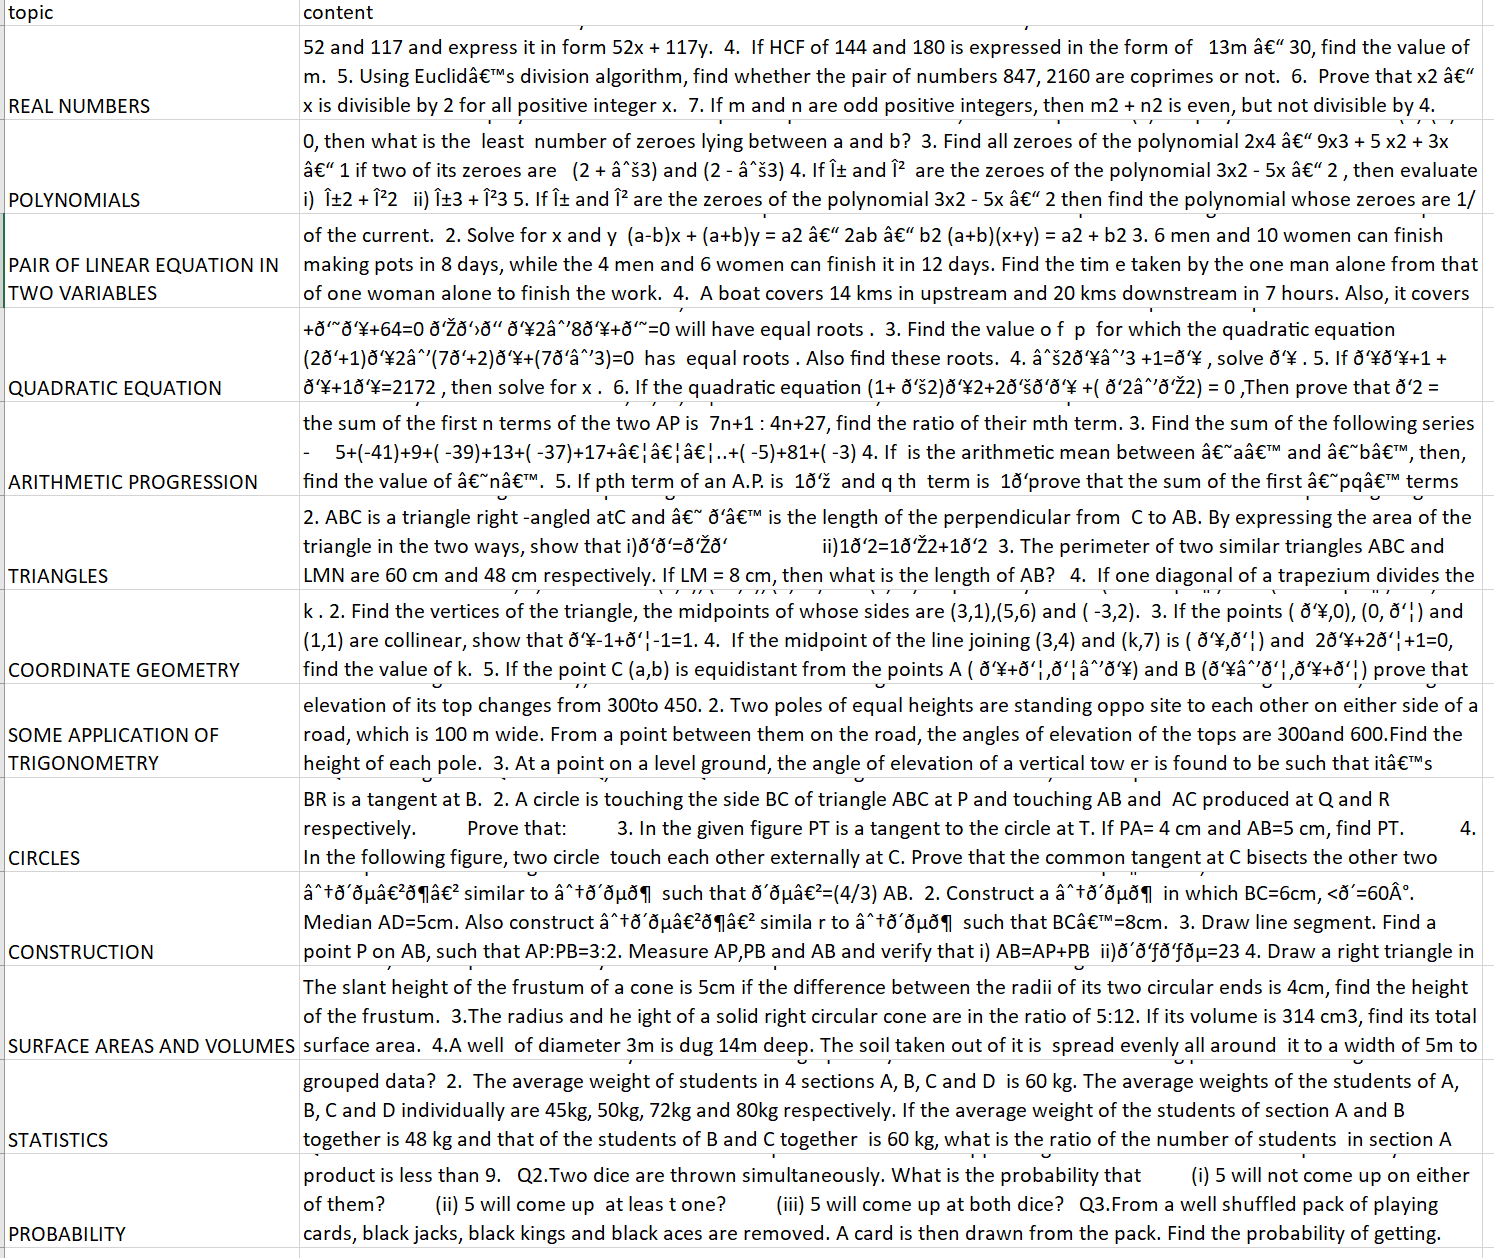 topic content
52 and 117 and express it in form 52x + 117y.  4.  If HCF of 144 and 180 is expressed in the form of   13m â€“ 30, find the value of
m.  5. Using Euclidâ€™s division algorithm, find whether the pair of numbers 847, 2160 are coprimes or not.  6.  Prove that x2 â€“
REAL NUMBERS x is divisible by 2 for all positive integer x.  7. If m and n are odd positive integers, then m2 + n2 is even, but not divisible by 4.
0, then what is the  least  number of zeroes lying between a and b?  3. Find all zeroes of the polynomial 2x4 â€“ 9x3 + 5 x2 + 3x
â€“ 1 if two of its zeroes are   (2 + âˆš3) and (2 - âˆš3) 4. If Î± and Î²  are the zeroes of the polynomial 3x2 - 5x â€“ 2 , then evaluate
POLYNOMIALS i)  Î±2 + Î²2   ii) Î±3 + Î²3 5. If Î± and Î² are the zeroes of the polynomial 3x2 - 5x â€“ 2 then find the polynomial whose zeroes are 1/
of the current.  2. Solve for x and y  (a-b)x + (a+b)y = a2 â€“ 2ab â€“ b2 (a+b)(x+y) = a2 + b2 3. 6 men and 10 women can finish
PAIR OF LINEAR EQUATION IN making pots in 8 days, while the 4 men and 6 women can finish it in 12 days. Find the tim e taken by the one man alone from that
TWO VARIABLES of one woman alone to finish the work.  4.  A boat covers 14 kms in upstream and 20 kms downstream in 7 hours. Also, it covers
+ð‘˜ð‘¥+64=0 ð‘Žð‘›ð‘‘ ð‘¥2âˆ’8ð‘¥+ð‘˜=0 will have equal roots .  3. Find the value o f  p  for which the quadratic equation
(2ð‘+1)ð‘¥2âˆ’(7ð‘+2)ð‘¥+(7ð‘âˆ’3)=0  has  equal roots . Also find these roots.  4. âˆš2ð‘¥âˆ’3 +1=ð‘¥ , solve ð‘¥ . 5. If ð‘¥ð‘¥+1 +
QUADRATIC EQUATION ð‘¥+1ð‘¥=2172 , then solve for x .  6. If the quadratic equation (1+ ð‘š2)ð‘¥2+2ð‘šð‘ð‘¥ +( ð‘2âˆ’ð‘Ž2) = 0 ,Then prove that ð‘2 =
the sum of the first n terms of the two AP is  7n+1 : 4n+27, find the ratio of their mth term. 3. Find the sum of the following series
-    5+(-41)+9+( -39)+13+( -37)+17+â€¦â€¦â€¦..+( -5)+81+( -3) 4. If  is the arithmetic mean between â€˜aâ€™ and â€˜bâ€™, then,
ARITHMETIC PROGRESSION find the value of â€˜nâ€™.  5. If pth term of an A.P. is  1ð‘ž  and q th  term is  1ð‘prove that the sum of the first â€˜pqâ€™ terms
2. ABC is a triangle right -angled atC and â€˜ ð‘â€™ is the length of the perpendicular from  C to AB. By expressing the area of the
triangle in the two ways, show that i)ð‘ð‘=ð‘Žð‘ ii)1ð‘2=1ð‘Ž2+1ð‘2  3. The perimeter of two similar triangles ABC and
TRIANGLES LMN are 60 cm and 48 cm respectively. If LM = 8 cm, then what is the length of AB?   4.  If one diagonal of a trapezium divides the
k . 2. Find the vertices of the triangle, the midpoints of whose sides are (3,1),(5,6) and ( -3,2).  3. If the points ( ð‘¥,0), (0, ð‘¦) and
(1,1) are collinear, show that ð‘¥-1+ð‘¦-1=1. 4.  If the midpoint of the line joining (3,4) and (k,7) is ( ð‘¥,ð‘¦) and  2ð‘¥+2ð‘¦+1=0,
COORDINATE GEOMETRY find the value of k.  5. If the point C (a,b) is equidistant from the points A ( ð‘¥+ð‘¦,ð‘¦âˆ’ð‘¥) and B (ð‘¥âˆ’ð‘¦,ð‘¥+ð‘¦) prove that
elevation of its top changes from 300to 450. 2. Two poles of equal heights are standing oppo site to each other on either side of a
SOME APPLICATION OF road, which is 100 m wide. From a point between them on the road, the angles of elevation of the tops are 300and 600.Find the
TRIGONOMETRY height of each pole.  3. At a point on a level ground, the angle of elevation of a vertical tow er is found to be such that itâ€™s
BR is a tangent at B.  2. A circle is touching the side BC of triangle ABC at P and touching AB and  AC produced at Q and R
respectively. Prove that: 3. In the given figure PT is a tangent to the circle at T. If PA= 4 cm and AB=5 cm, find PT. 4.
CIRCLES In the following figure, two circle  touch each other externally at C. Prove that the common tangent at C bisects the other two
âˆ†ð´ðµâ€²ð¶â€² similar to âˆ†ð´ðµð¶  such that ð´ðµâ€²=(4/3) AB.  2. Construct a âˆ†ð´ðµð¶  in which BC=6cm, <ð´=60Â°.
Median AD=5cm. Also construct âˆ†ð´ðµâ€²ð¶â€² simila r to âˆ†ð´ðµð¶  such that BCâ€™=8cm.  3. Draw line segment. Find a
CONSTRUCTION point P on AB, such that AP:PB=3:2. Measure AP,PB and AB and verify that i) AB=AP+PB  ii)ð´ð‘ƒð‘ƒðµ=23 4. Draw a right triangle in
The slant height of the frustum of a cone is 5cm if the difference between the radii of its two circular ends is 4cm, find the height
of the frustum.  3.The radius and he ight of a solid right circular cone are in the ratio of 5:12. If its volume is 314 cm3, find its total
SURFACE AREAS AND VOLUMES surface area.  4.A well  of diameter 3m is dug 14m deep. The soil taken out of it is  spread evenly all around  it to a width of 5m to
grouped data?  2.  The average weight of students in 4 sections A, B, C and D  is 60 kg. The average weights of the students of A,
B, C and D individually are 45kg, 50kg, 72kg and 80kg respectively. If the average weight of the students of section A and B
STATISTICS together is 48 kg and that of the students of B and C together  is 60 kg, what is the ratio of the number of students  in section A
product is less than 9.   Q2.Two dice are thrown simultaneously. What is the probability that (i) 5 will not come up on either
of them? (ii) 5 will come up  at leas t one? (iii) 5 will come up at both dice?   Q3.From a well shuffled pack of playing
PROBABILITY cards, black jacks, black kings and black aces are removed. A card is then drawn from the pack. Find the probability of getting.